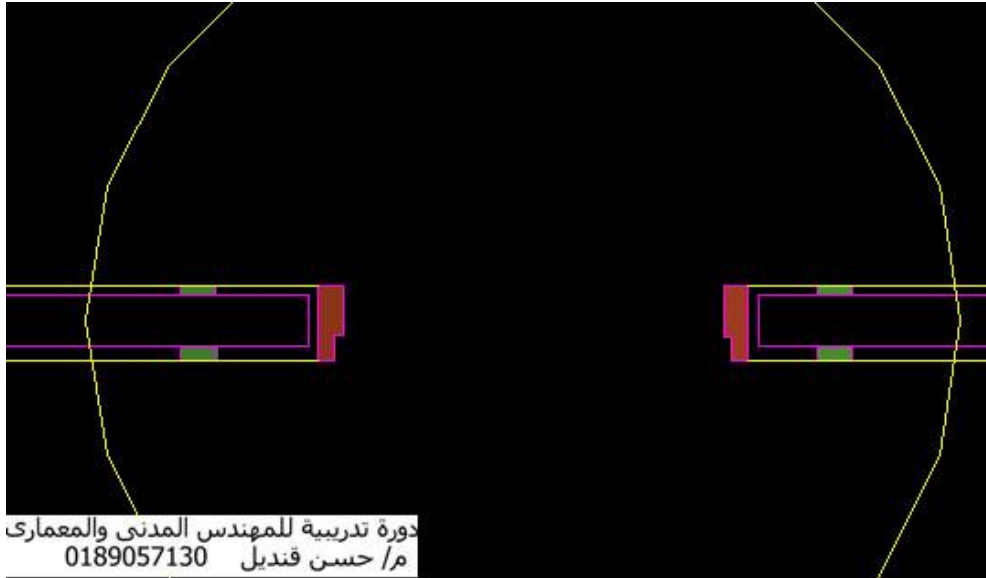 دورة تدريبية للمهندس المدنى والمعمارى
م/ حسن قنديل 0189057130